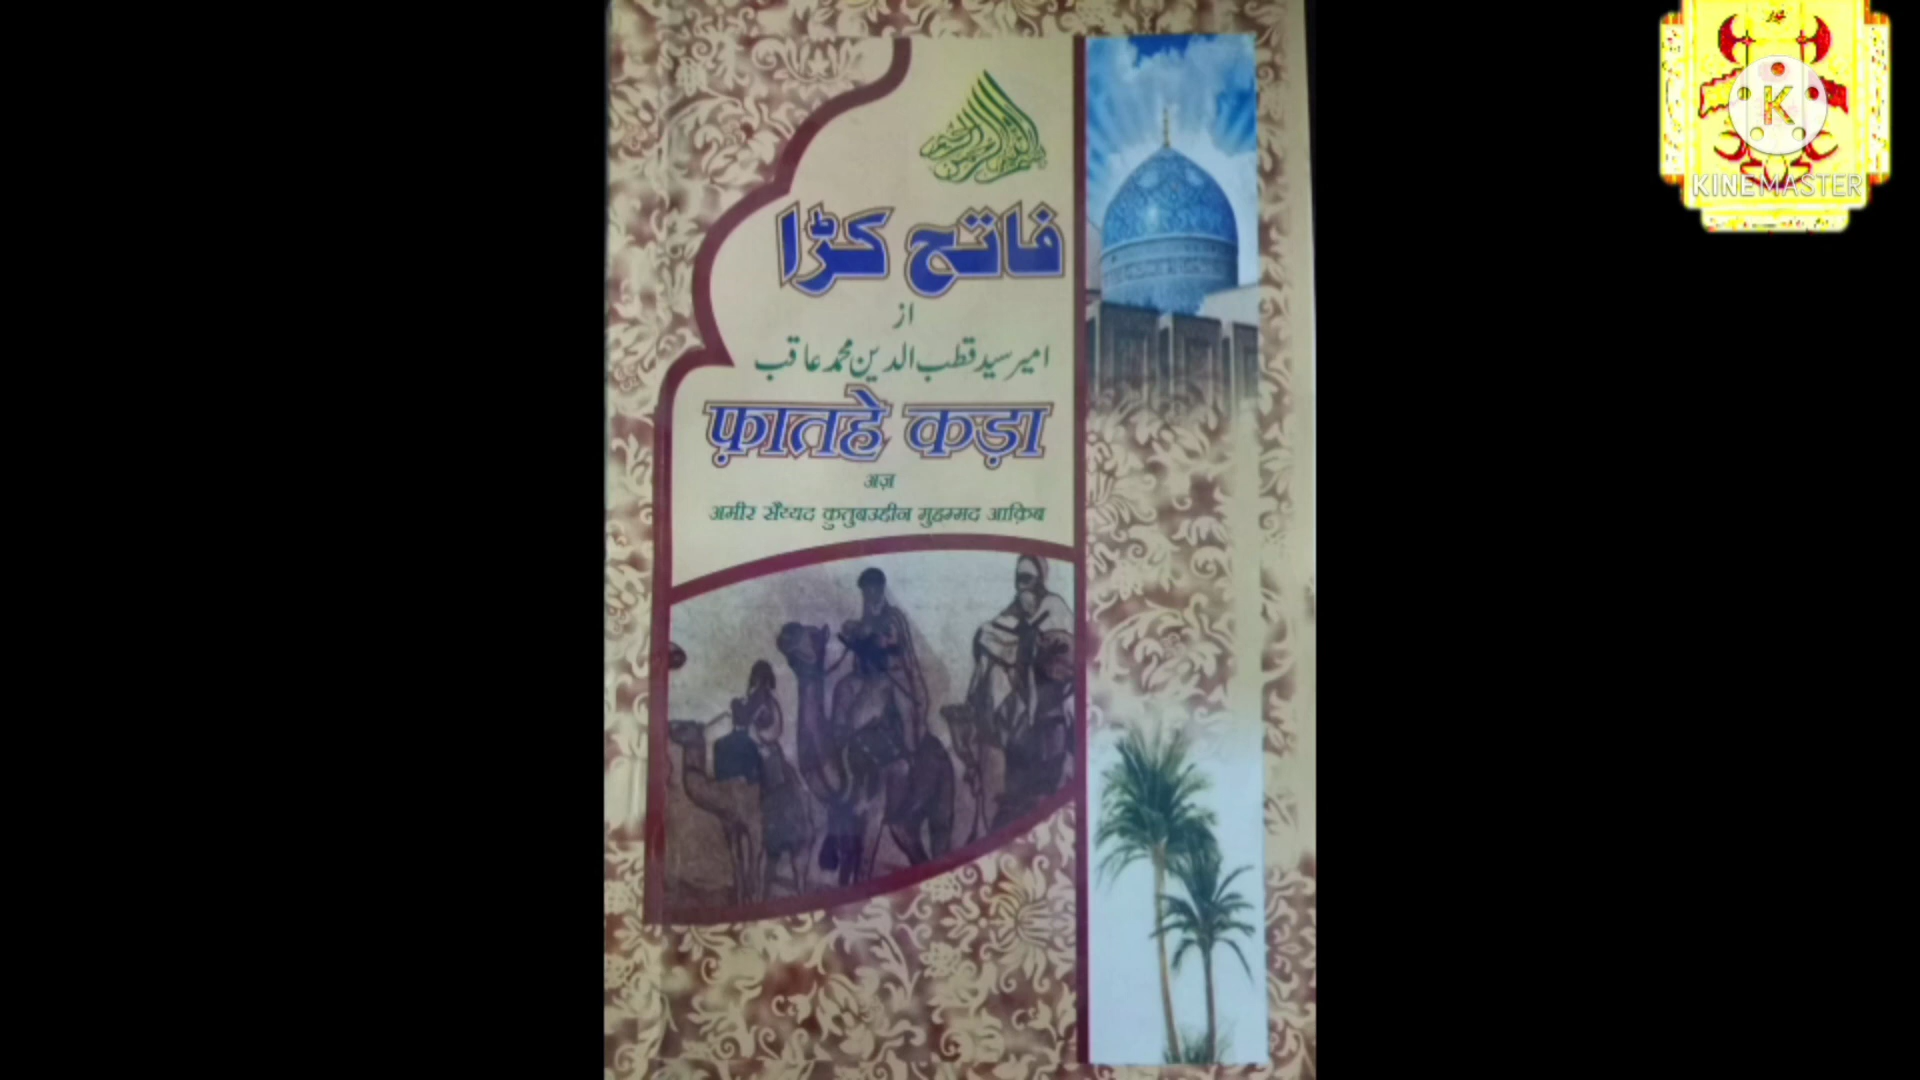 فاتح کڑا
از
امیر سید قطب الدین محمد عاقب
फ़ातहे कड़ा
अज़
अमीर सैय्यद कुतुबउद्दीन मुहम्मद आक़िब
KINEMASTER